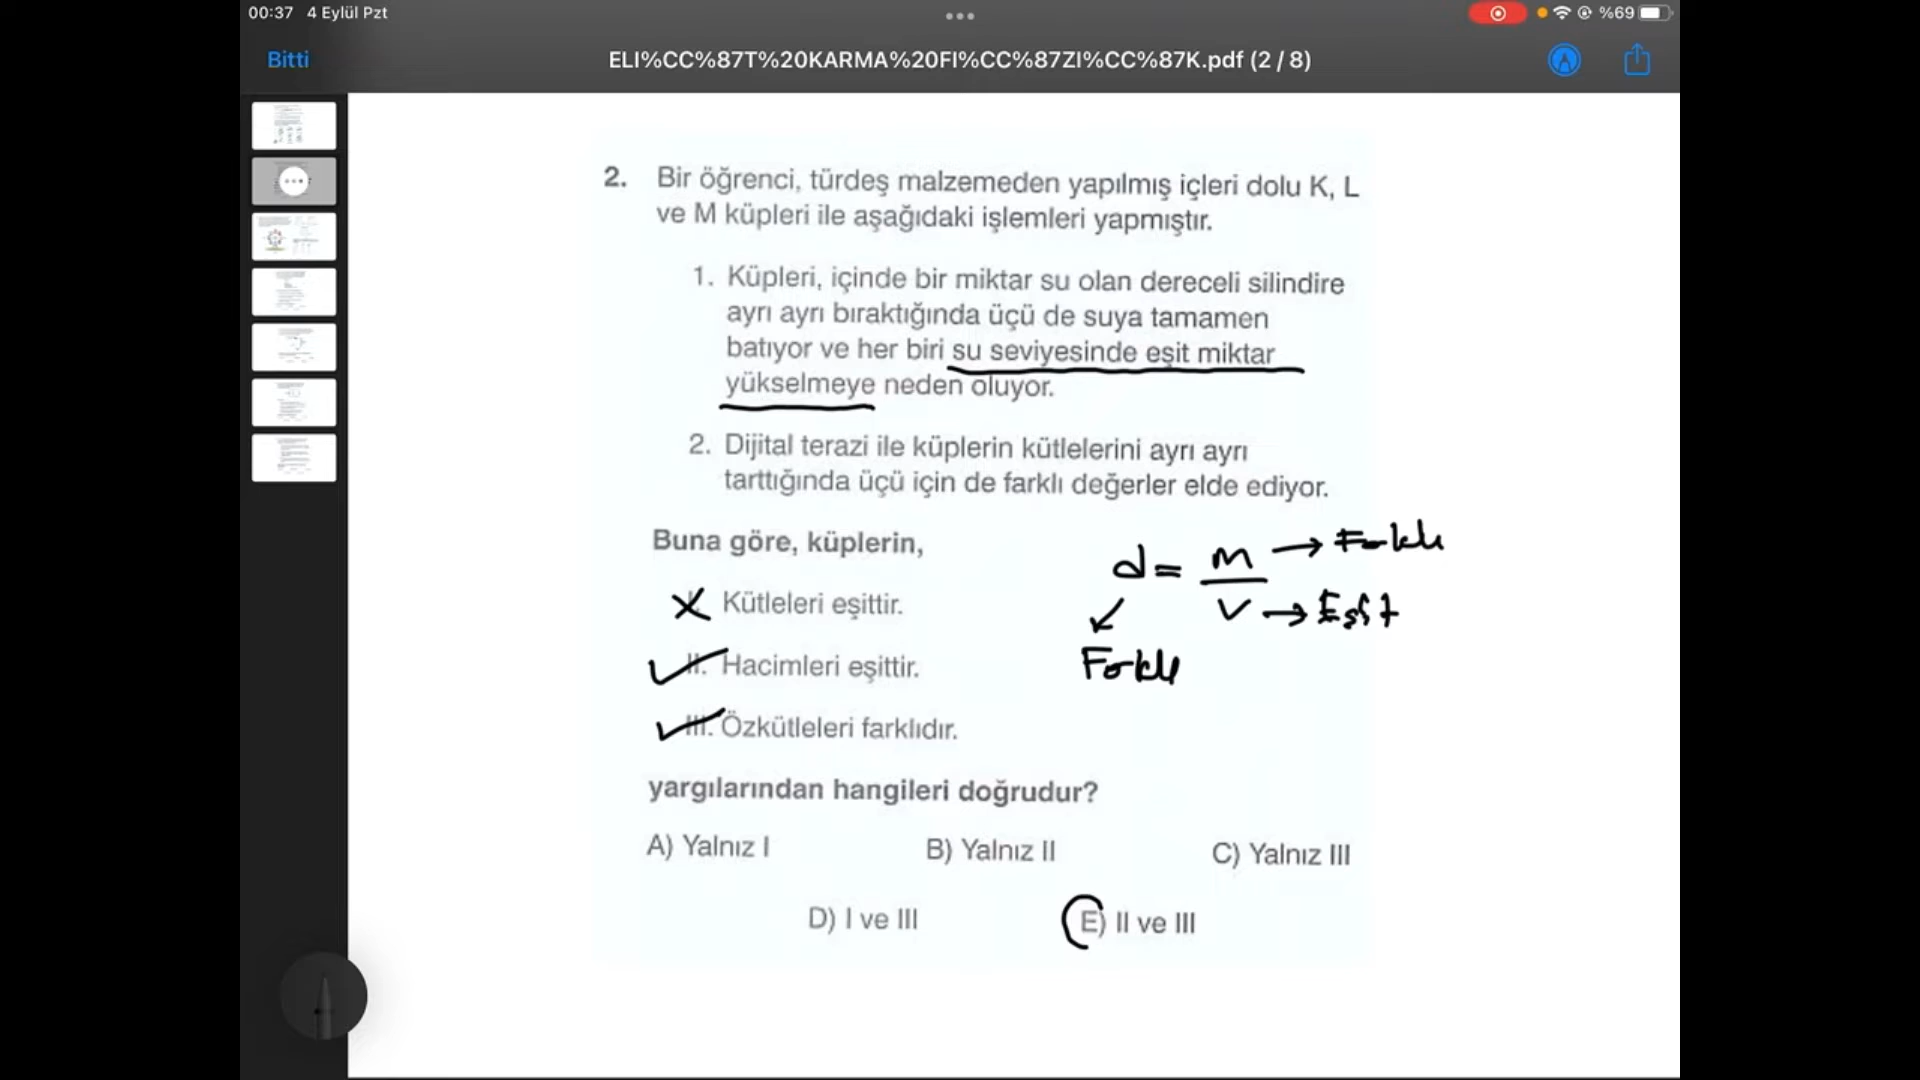 00:37 4 Eylül Pzt
%69
Bitti
ELI%CC%87T%20KARMA%20FI%CC%87ZI%CC%87K.pdf (2 / 8)
2. Bir öğrenci, türdeş malzemeden yapılmış içleri dolu K, L
ve M küpleri ile aşağıdaki işlemleri yapmıştır.
1. Küpleri, içinde bir miktar su olan dereceli silindire
ayrı ayrı bıraktığında üçü de suya tamamen
batıyor ve her biri su seviyesinde eşit miktar
yükselmeye neden oluyor.
2. Dijital terazi ile küplerin kütlelerini ayrı ayrı
tarttığında üçü için de farklı değerler elde ediyor.
Buna göre, küplerin,
d = m → Farklı
V → Eşit
Farklı
Kütleleri eşittir.
II. Hacimleri eşittir.
III. Özkütleleri farklıdır.
yargılarından hangileri doğrudur?
A) Yalnız I B) Yalnız II C) Yalnız III
D) I ve III E) II ve III